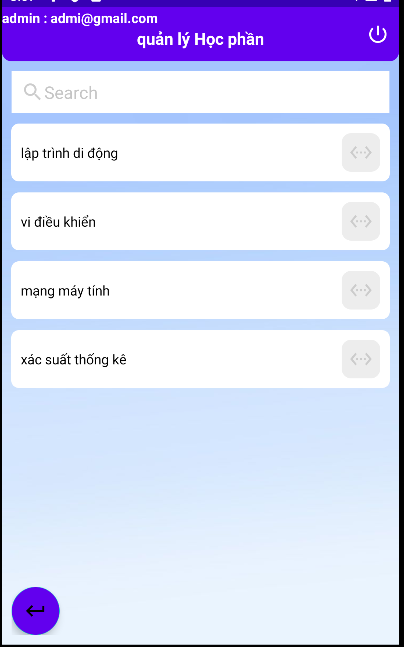 admin : admi@gmail.com
quản lý Học phần
Search
lập trình di động
vi điều khiển
mạng máy tính
xác suất thống kê